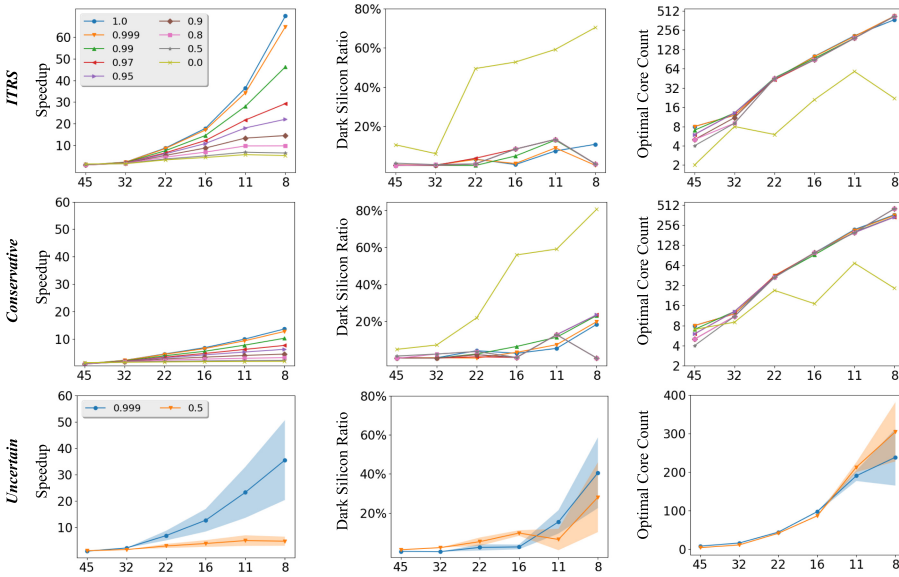 ITRS
Speedup
60
50
40
30
20
10
45 32 22 16 11 8
1.0 0.9
0.999 0.8
0.99 0.5
0.97 0.0
0.95
Dark Silicon Ratio
80%
60%
40%
20%
45 32 22 16 11 8
Optimal Core Count
512
256
64
32
16
8
4
2
45 32 22 16 11 8
Conservative
Speedup
60
50
40
30
20
10
45 32 22 16 11 8
Dark Silicon Ratio
80%
60%
40%
20%
45 32 22 16 11 8
Optimal Core Count
512
256
64
32
16
8
4
2
45 32 22 16 11 8
Uncertain
Speedup
60
50
40
30
20
10
45 32 22 16 11 8
0.999 0.5
Dark Silicon Ratio
80%
60%
40%
20%
45 32 22 16 11 8
Optimal Core Count
400
300
200
100
0
45 32 22 16 11 8